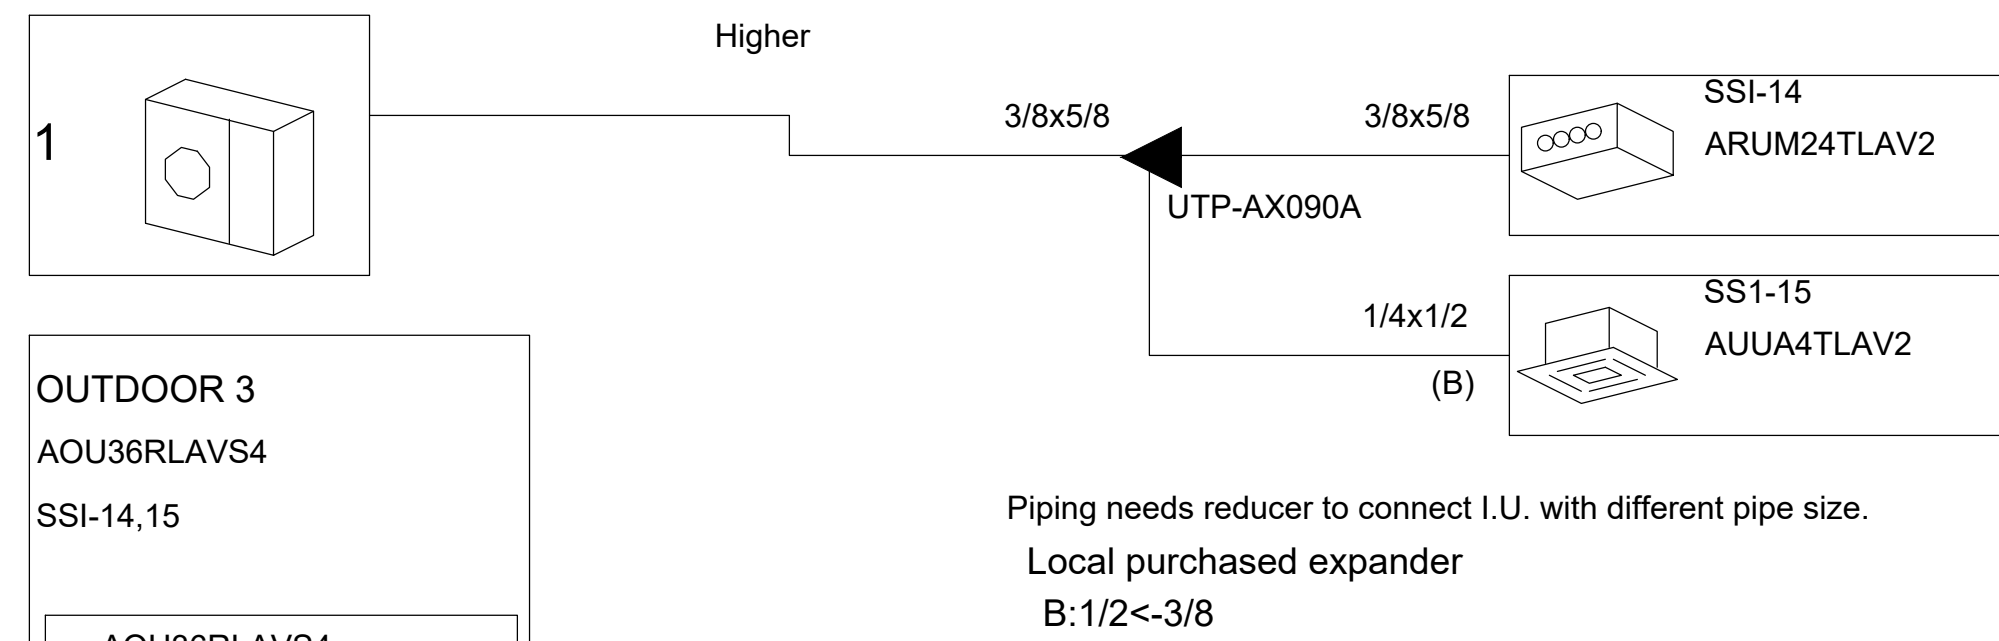 Higher
1
3/8x5/8
3/8x5/8
SSI-14
ARUM24TLAV2
UTP-AX090A
1/4x1/2
(B)
SS1-15
AUUA4TLAV2
OUTDOOR 3
AOU36RLAVS4
SSI-14,15
Piping needs reducer to connect I.U. with different pipe size.
Local purchased expander
B:1/2<-3/8
AOU36RLAVS4